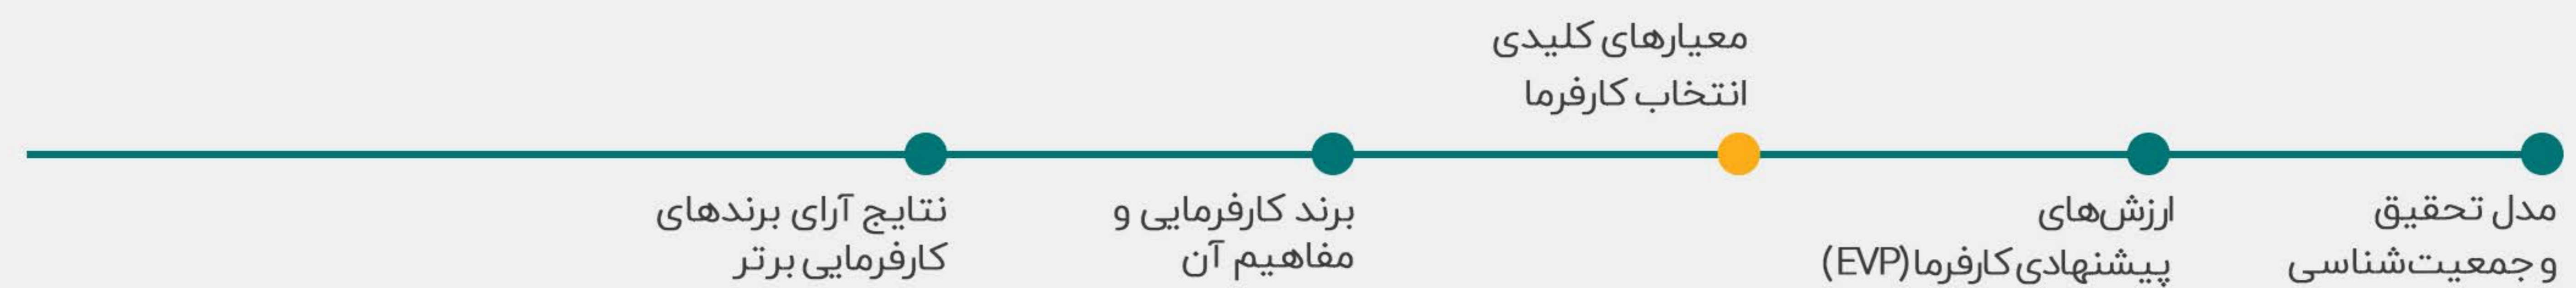 مدل تحقیق
و جمعیت‌شناسی
ارزش‌های
پیشنهادی کارفرما (EVP)
معیارهای کلیدی
انتخاب کارفرما
برند کارفرمایی و
مفاهیم آن
نتایج آرای برندهای
کارفرمایی برتر